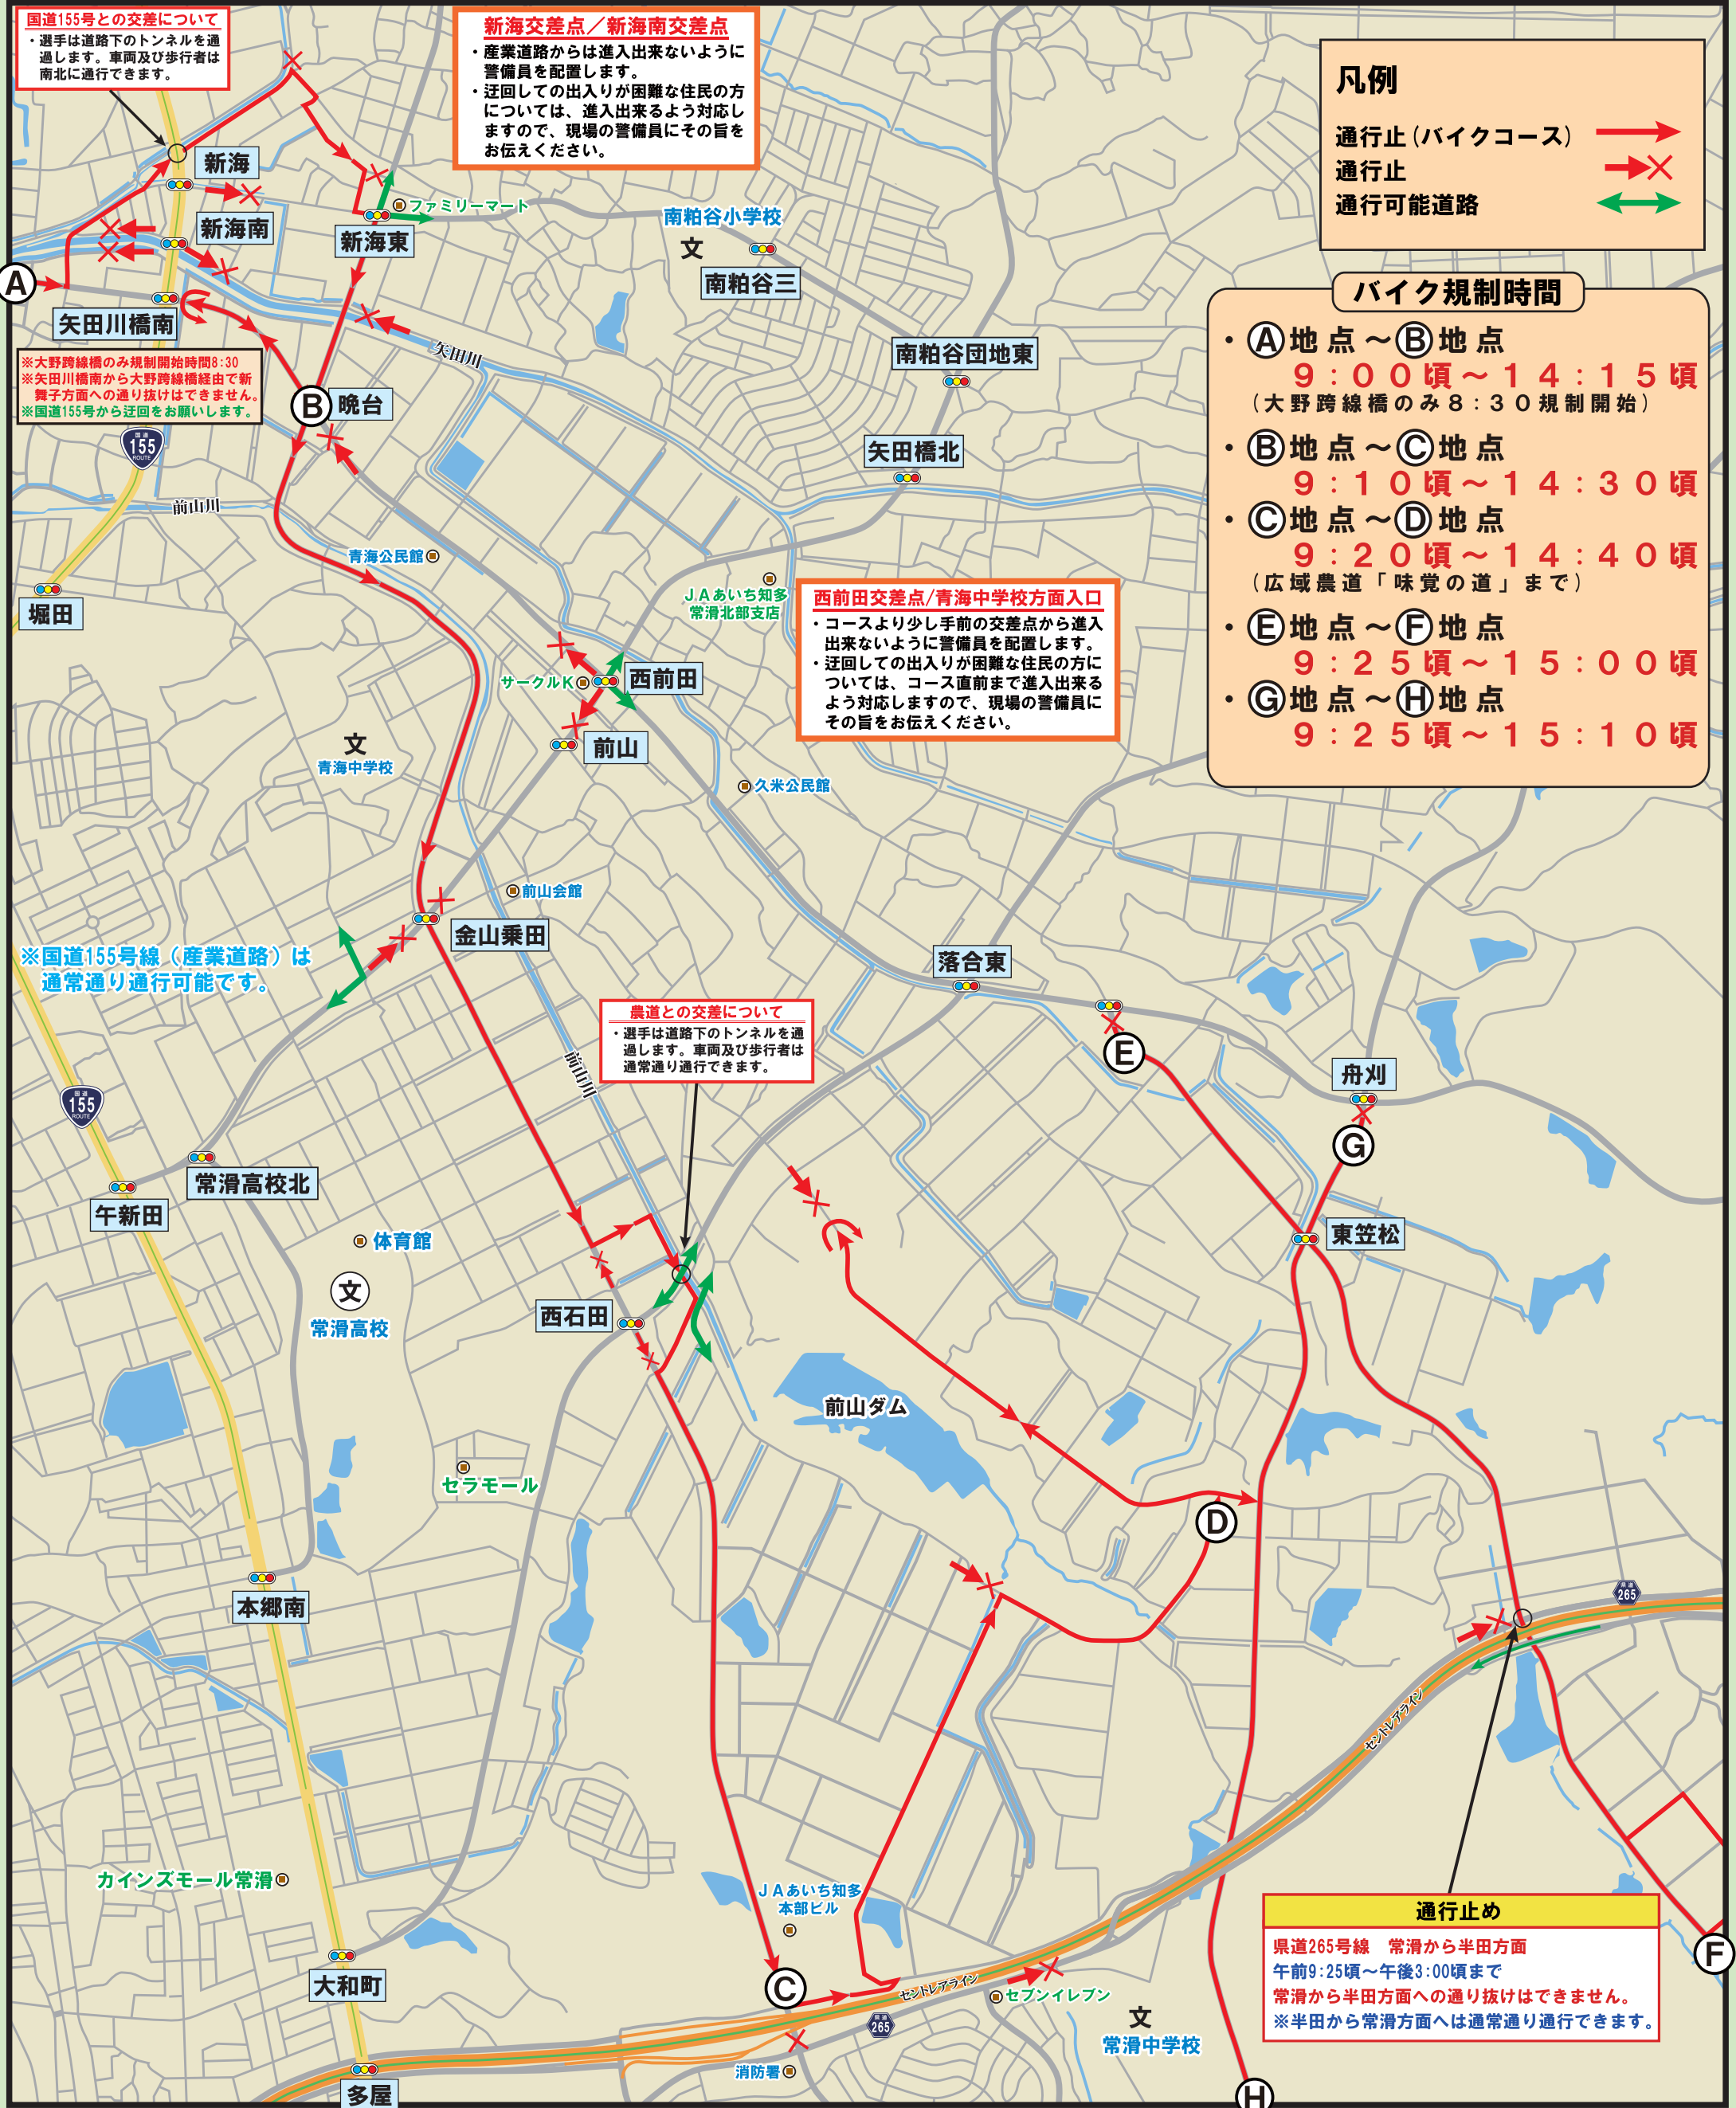 国道155号との交差について
・選手は道路下のトンネルを通
過します。車両及び歩行者は
南北に通行できます。
新海交差点／新海南交差点
・産業道路からは進入出来ないように
警備員を配置します。
・迂回しての出入りが困難な住民の方
については、進入出来るよう対応し
ますので、現場の警備員にその旨を
お伝えください。
凡例
通行止（バイクコース）
通行止
通行可能道路
新海
新海南
ファミリーマート
新海東
南粕谷小学校
文
南粕谷三
A
矢田川橋南
※大野跨線橋のみ規制開始時間8:30
※矢田川橋南から大野跨線橋経由で新
舞子方面への通り抜けはできません。
※国道155号から迂回をお願いします。
矢田川
南粕谷団地東
バイク規制時間
・A地点～B地点
9：00頃～14：15頃
（大野跨線橋のみ8：30規制開始）
・B地点～C地点
9：10頃～14：30頃
・C地点～D地点
9：20頃～14：40頃
（広域農道「味覚の道」まで）
・E地点～F地点
9：25頃～15：00頃
・G地点～H地点
9：25頃～15：10頃
B
晩台
国道
155
ROUTE
矢田橋北
前山川
青海公民館
堀田
JAあいち知多
常滑北部支店
西前田交差点/青海中学校方面入口
・コースより少し手前の交差点から進入
出来ないように警備員を配置します。
・迂回しての出入りが困難な住民の方に
ついては、コース直前まで進入出来る
よう対応しますので、現場の警備員に
その旨をお伝えください。
サークルK
西前田
前山
文
青海中学校
久米公民館
前山会館
金山乗田
※国道155号線（産業道路）は
通常通り通行可能です。
落合東
農道との交差について
・選手は道路下のトンネルを通
過します。車両及び歩行者は
通常通り通行できます。
前山川
E
舟刈
G
国道
155
ROUTE
常滑高校北
午新田
体育館
文
常滑高校
東笠松
西石田
前山ダム
セラモール
D
本郷南
県道
265
セントレアライン
カインズモール常滑
JAあいち知多
本部ビル
通行止め
県道265号線　常滑から半田方面
午前9:25頃～午後3:00頃まで
常滑から半田方面への通り抜けはできません。
※半田から常滑方面へは通常通り通行できます。
F
大和町
C
セントレアライン
セブンイレブン
県道
265
文
常滑中学校
消防署
多屋
H